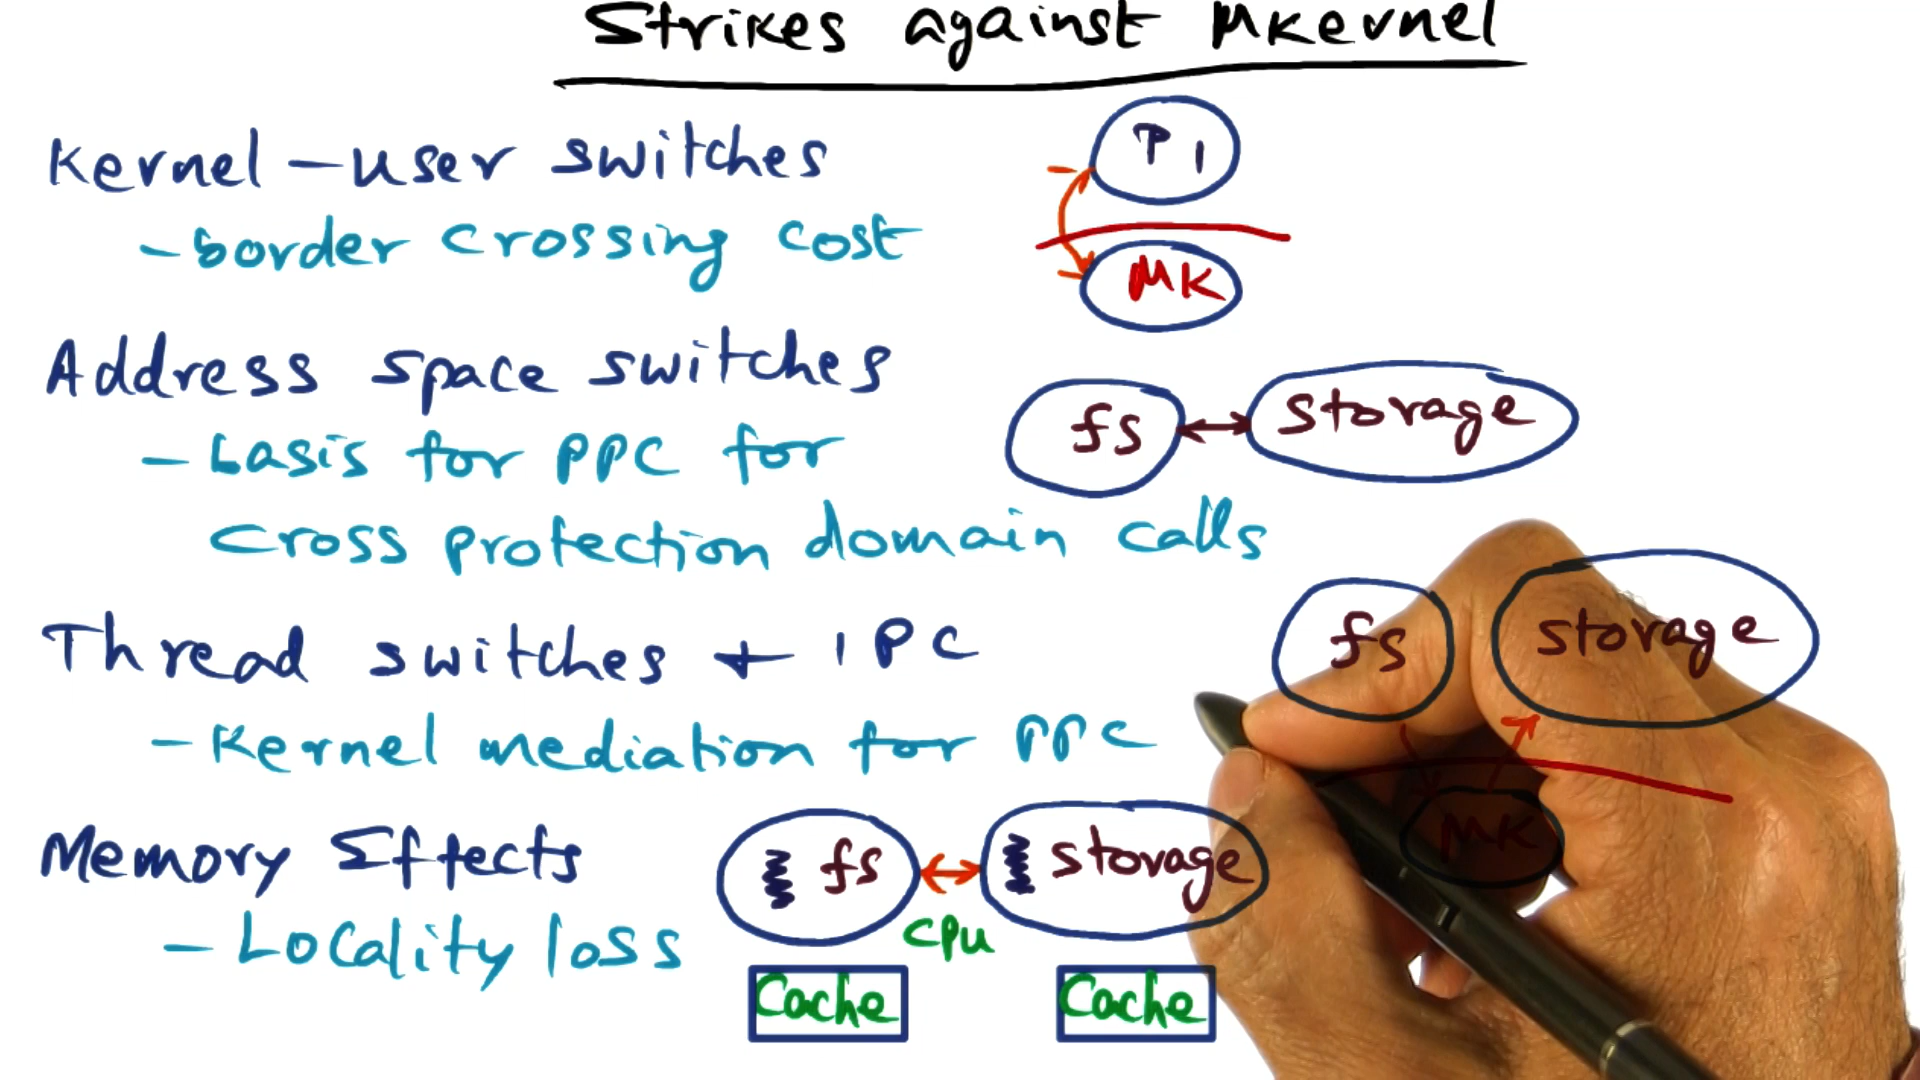 Strikes against MKernel
Kernel - user switches
- border crossing cost
P1
MK
Address space switches
- basis for PPC for
cross protection domain calls
fs
storage
Thread switches + IPC
- Kernel mediation for PPC
fs
storage
MK
Memory Effects
- Locality loss
fs
storage
CPU
Cache
Cache